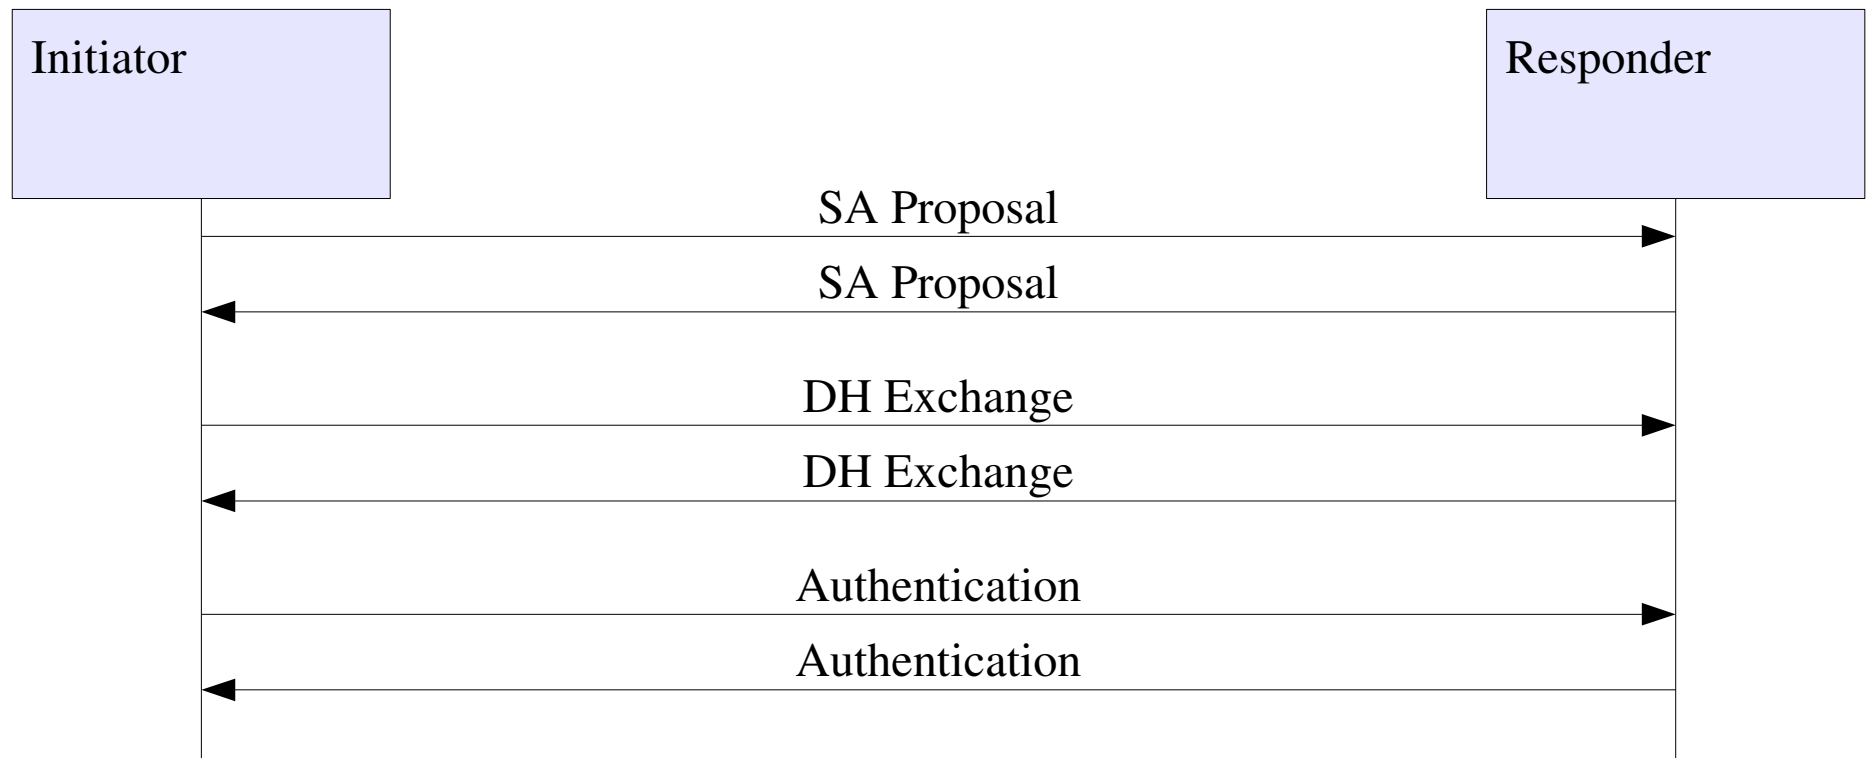 Initiator
Responder
SA Proposal
SA Proposal
DH Exchange
DH Exchange
Authentication
Authentication